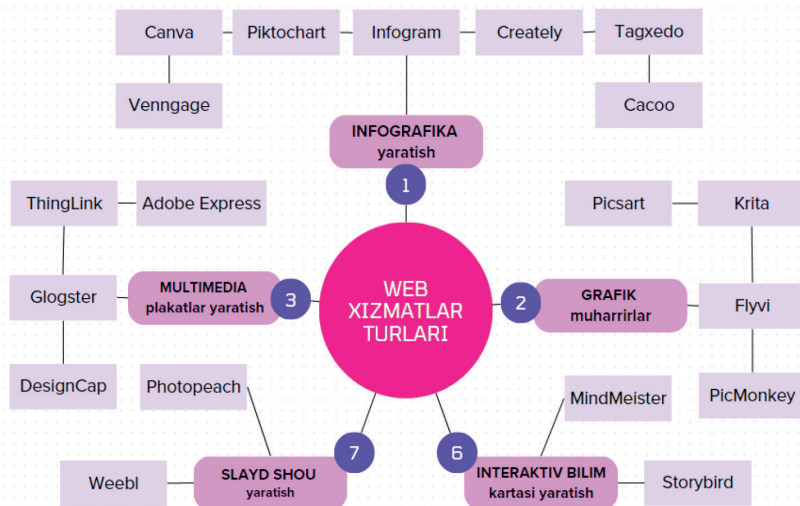 Canva
Piktochart
Infogram
Creately
Tagxedo
Venngage
Cacoo
INFOGRAFIKA
yaratish
1
ThingLink
Adobe Express
Picsart
Krita
Glogster
MULTIMEDIA
plakatlar yaratish
3
WEB
XIZMATLAR
TURLARI
2
GRAFIK
muharrirlar
Flyvi
DesignCap
Photopeach
MindMeister
PicMonkey
7
6
Weebl
SLAYD SHOU
yaratish
INTERAKTIV BILIM
kartasi yaratish
Storybird